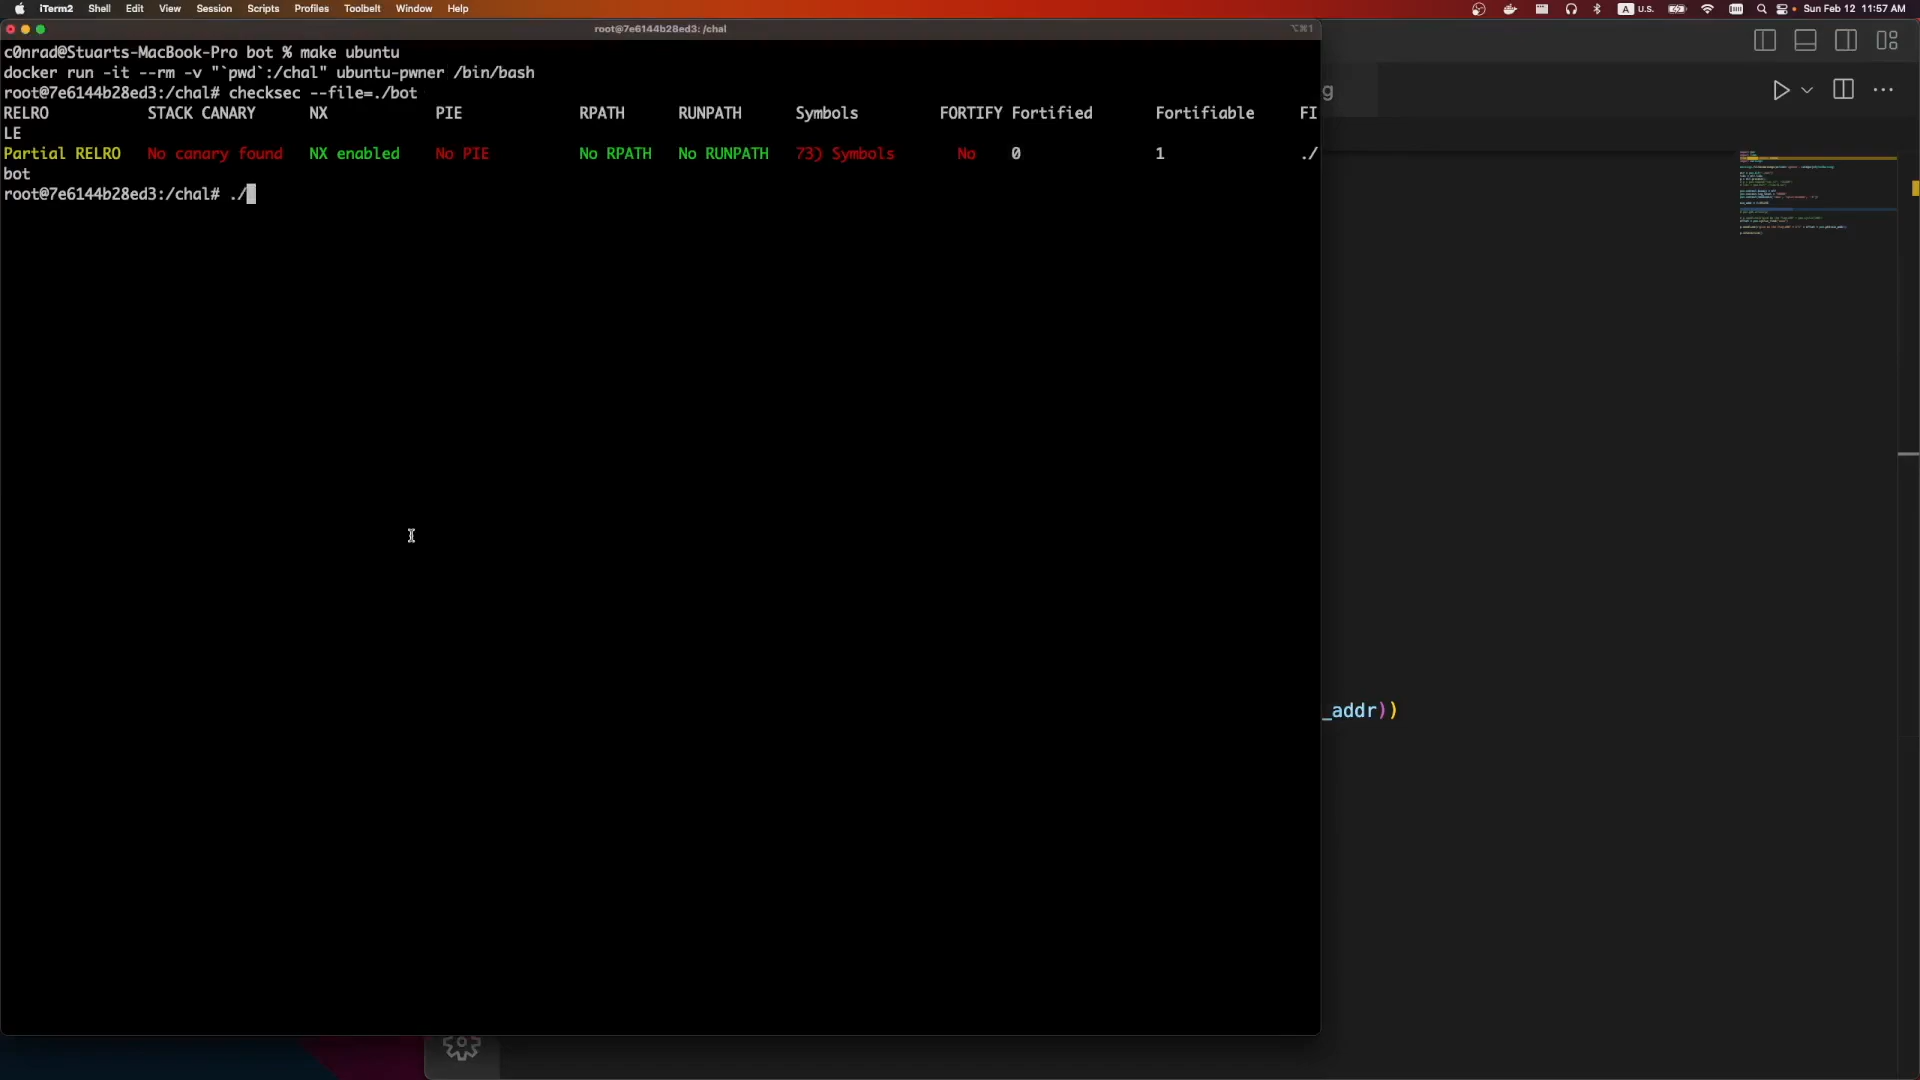 iTerm2 Shell Edit View Session Scripts Profiles Toolbelt Window Help
A U.S. Sun Feb 12 11:57 AM
root@7e6144b28ed3: /chal
⌥⌘1
c0nrad@Stuarts-MacBook-Pro bot % make ubuntu
docker run -it --rm -v "`pwd`:/chal" ubuntu-pwner /bin/bash
root@7e6144b28ed3:/chal# checksec --file=./bot
RELRO STACK CANARY NX PIE RPATH RUNPATH Symbols FORTIFY Fortified Fortifiable FI
LE
Partial RELRO No canary found NX enabled No PIE No RPATH No RUNPATH 73) Symbols No 0 1 ./
bot
root@7e6144b28ed3:/chal# ./
g
_addr))